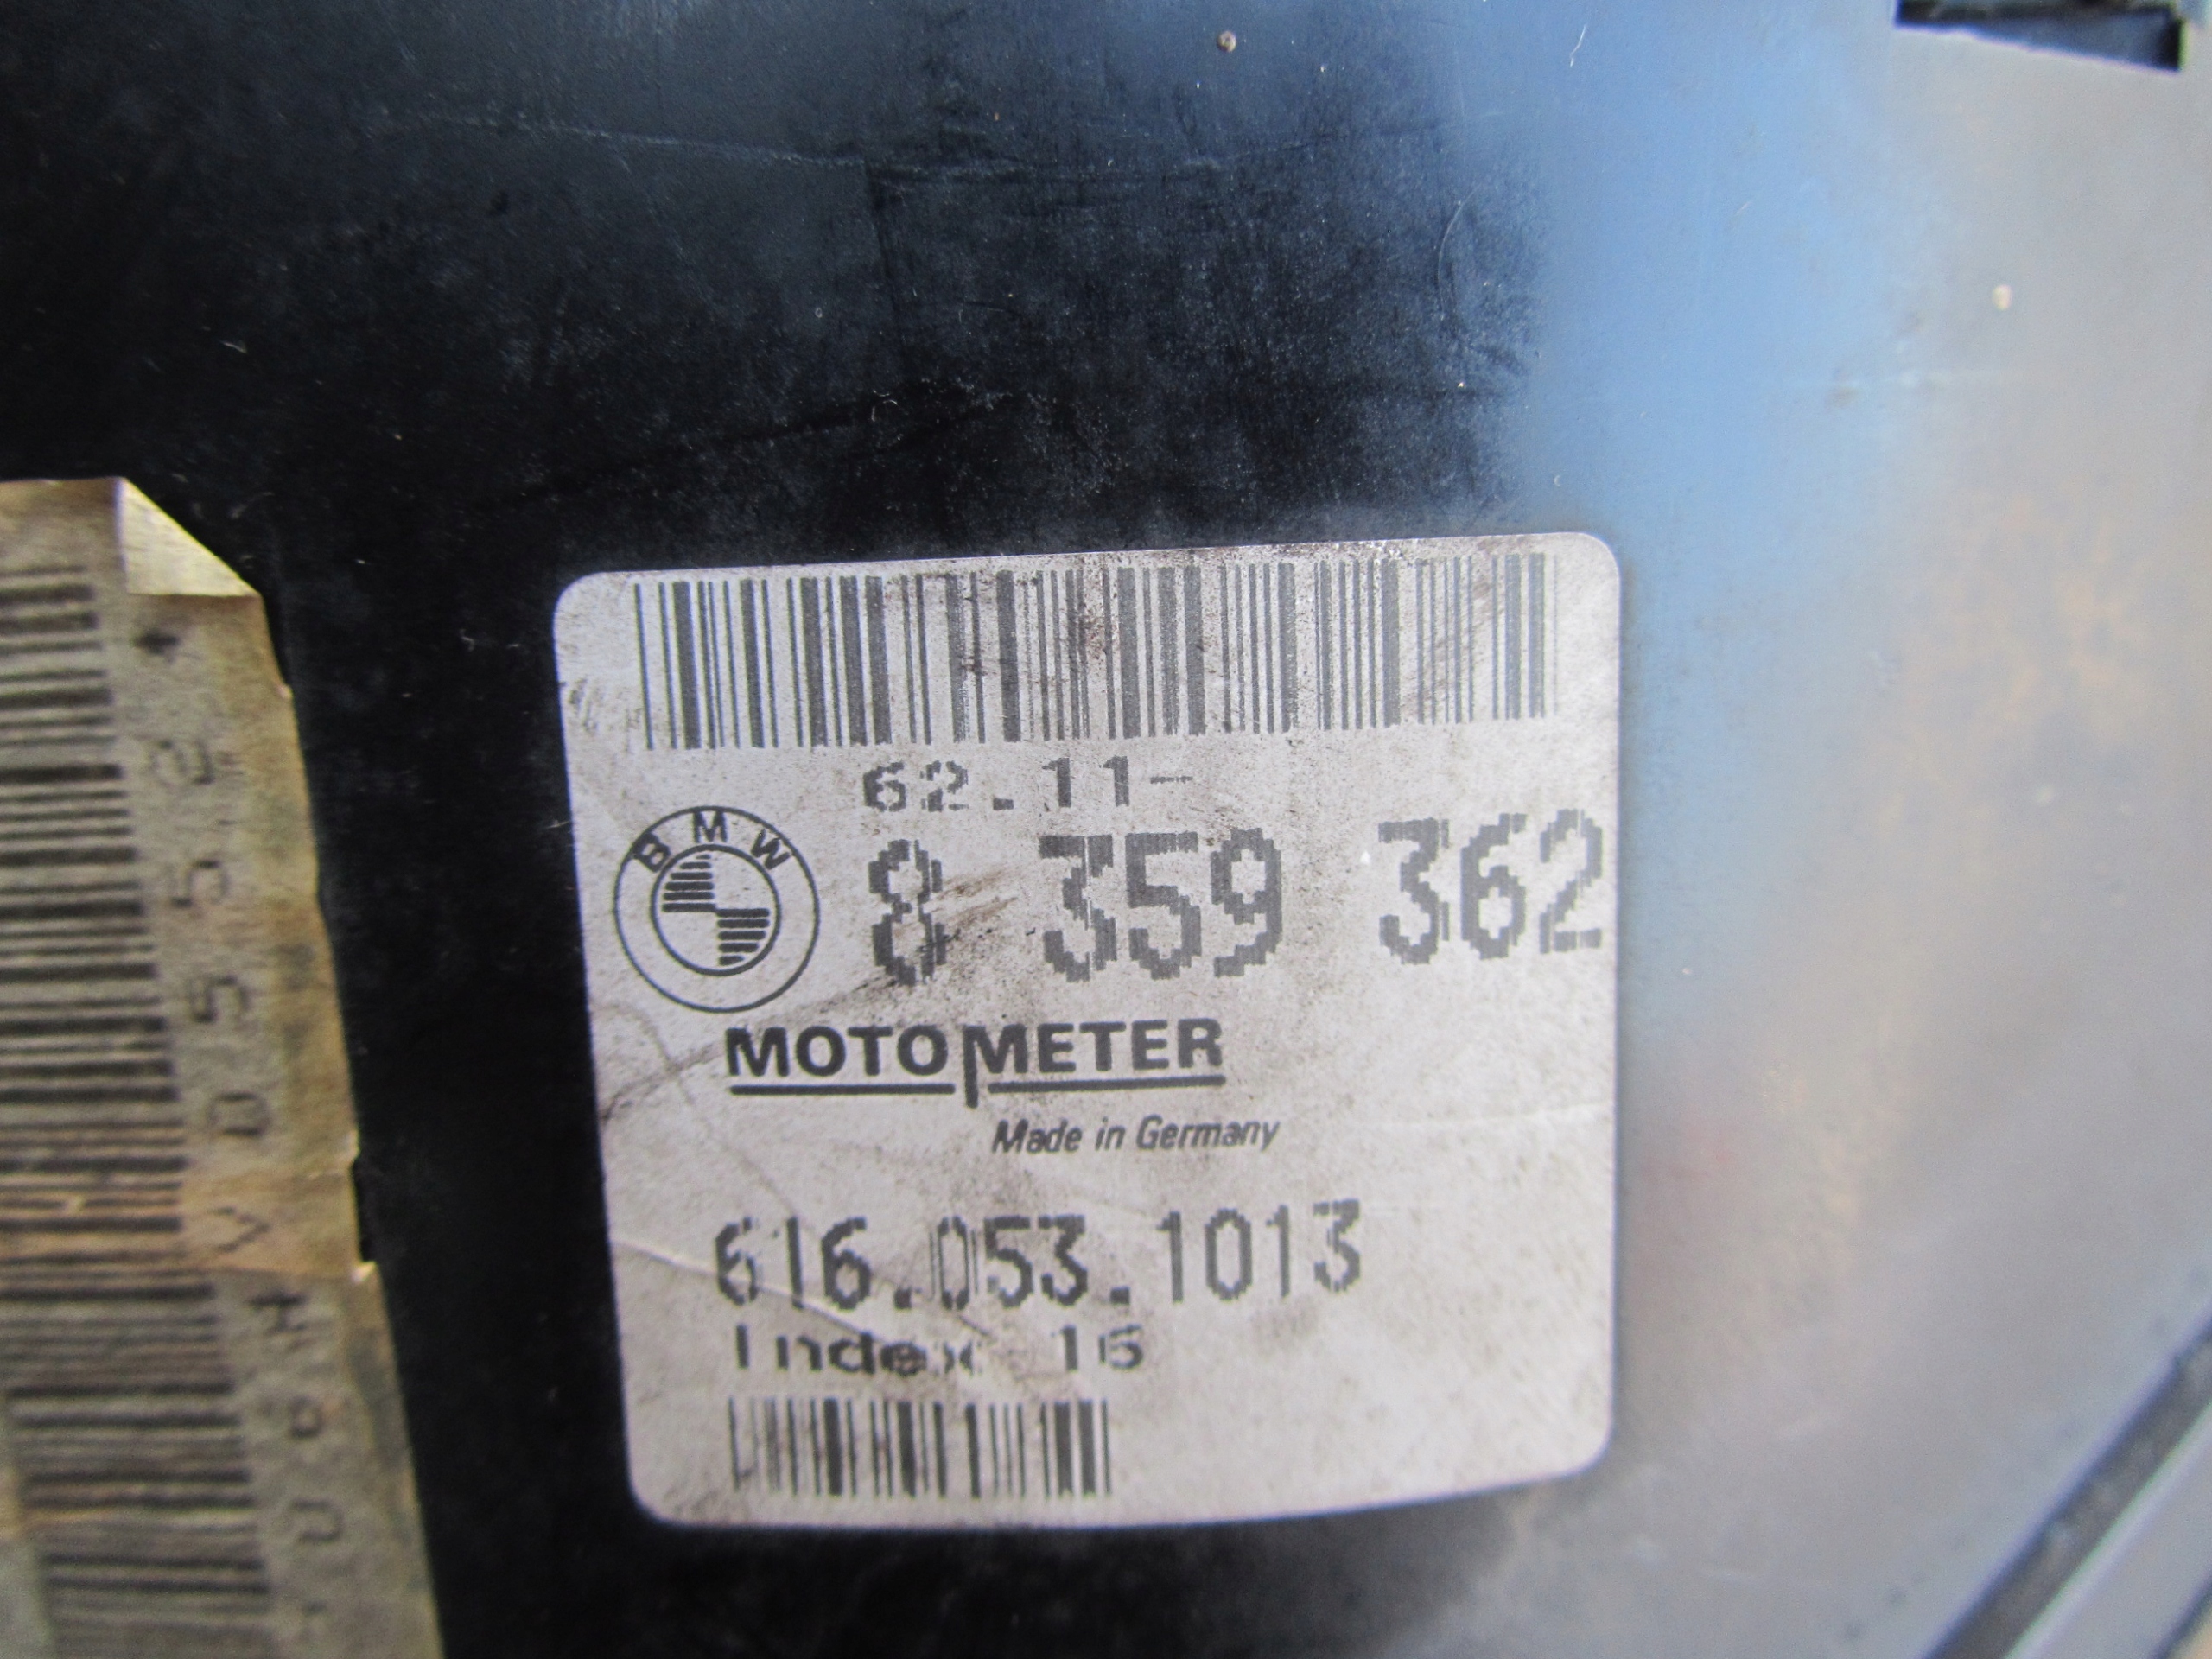 62.11-
BMW
8 359 362
MOTOMETER
Made in Germany
616.053.1013
Index 16